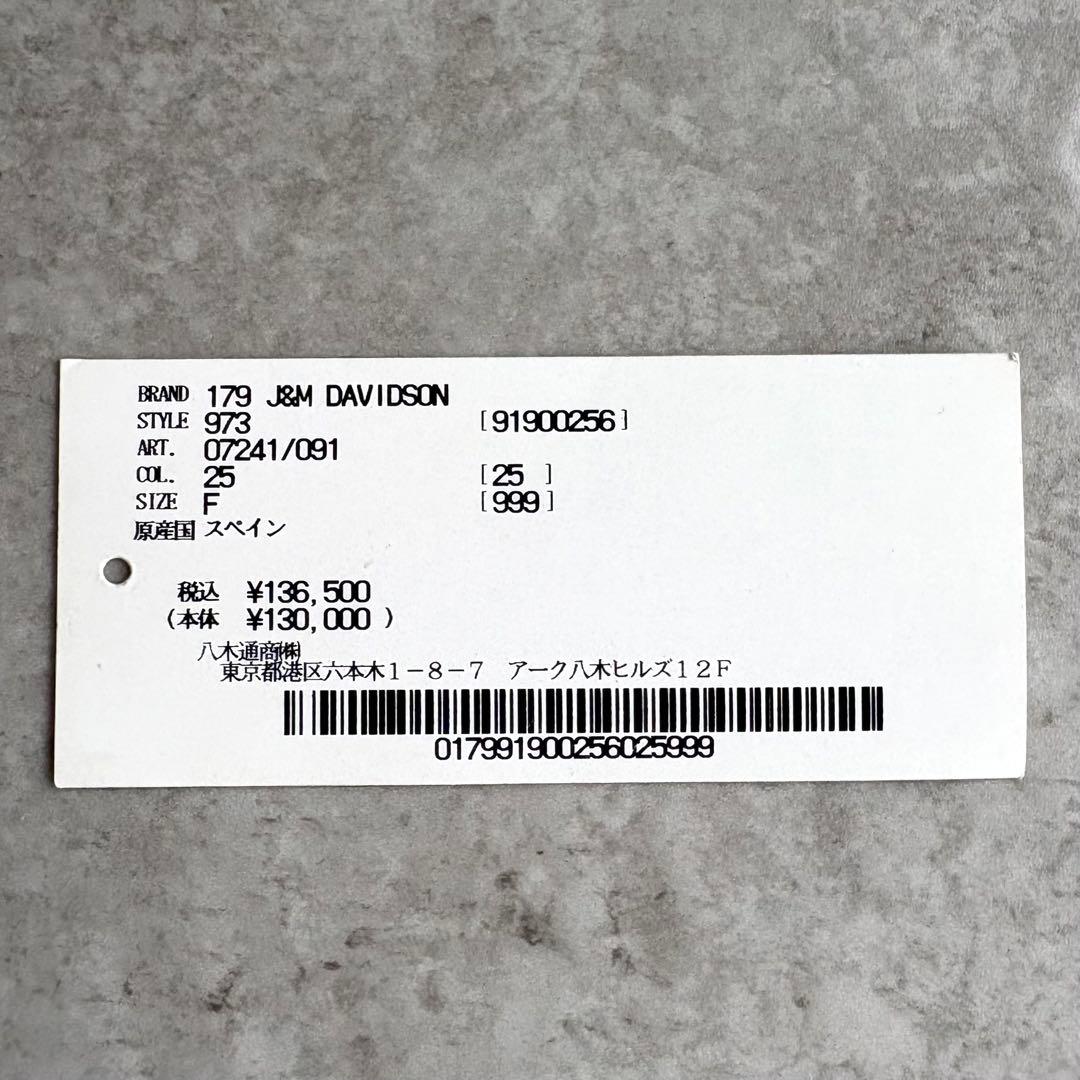 BRAND 179 J&M DAVIDSON
STYLE 973 [91900256]
ART. 07241/091
COL. 25 [25 ]
SIZE F [999]
原産国 スペイン
税込 ¥136,500
(本体 ¥130,000 )
八木通商㈱
東京都港区六本木1-8-7 アーク八木ヒルズ12F
017991900256025999